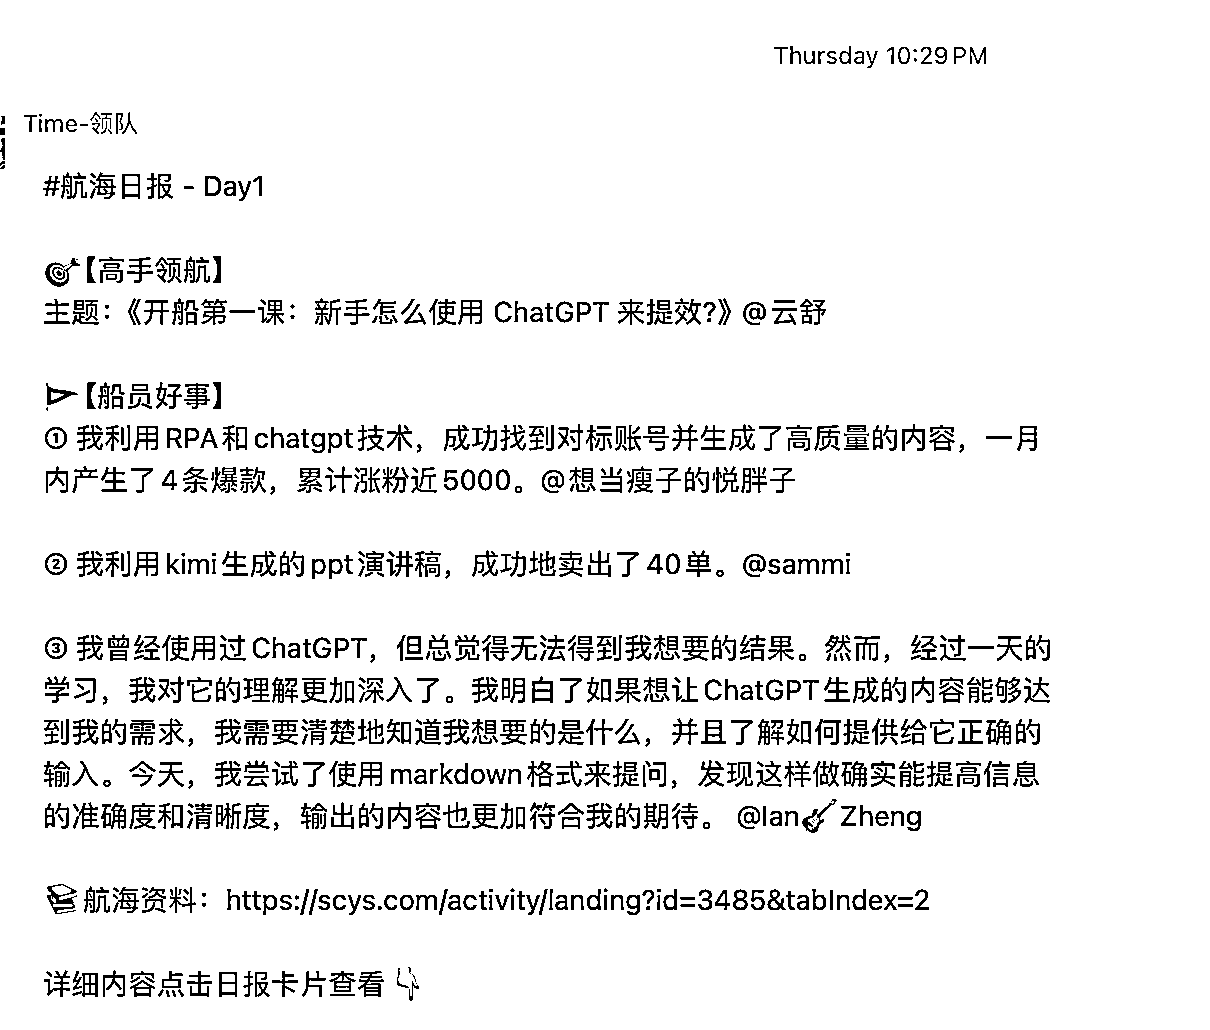 Thursday 10:29 PM
Time-领队
#航海日报 - Day1
🎯【高手领航】
主题：《开船第一课：新手怎么使用 ChatGPT 来提效?》@云舒
【船员好事】
① 我利用RPA和chatgpt技术，成功找到对标账号并生成了高质量的内容，一月
内产生了4条爆款，累计涨粉近5000。@想当瘦子的悦胖子
② 我利用kimi生成的ppt演讲稿，成功地卖出了40单。@sammi
③ 我曾经使用过ChatGPT，但总觉得无法得到我想要的结果。然而，经过一天的
学习，我对它的理解更加深入了。我明白了如果想让ChatGPT生成的内容能够达
到我的需求，我需要清楚地知道我想要的是什么，并且了解如何提供给它正确的
输入。今天，我尝试了使用markdown格式来提问，发现这样做确实能提高信息
的准确度和清晰度，输出的内容也更加符合我的期待。 @Ian🎸Zheng
📚航海资料：https://scys.com/activity/landing?id=3485&tabIndex=2
详细内容点击日报卡片查看👇